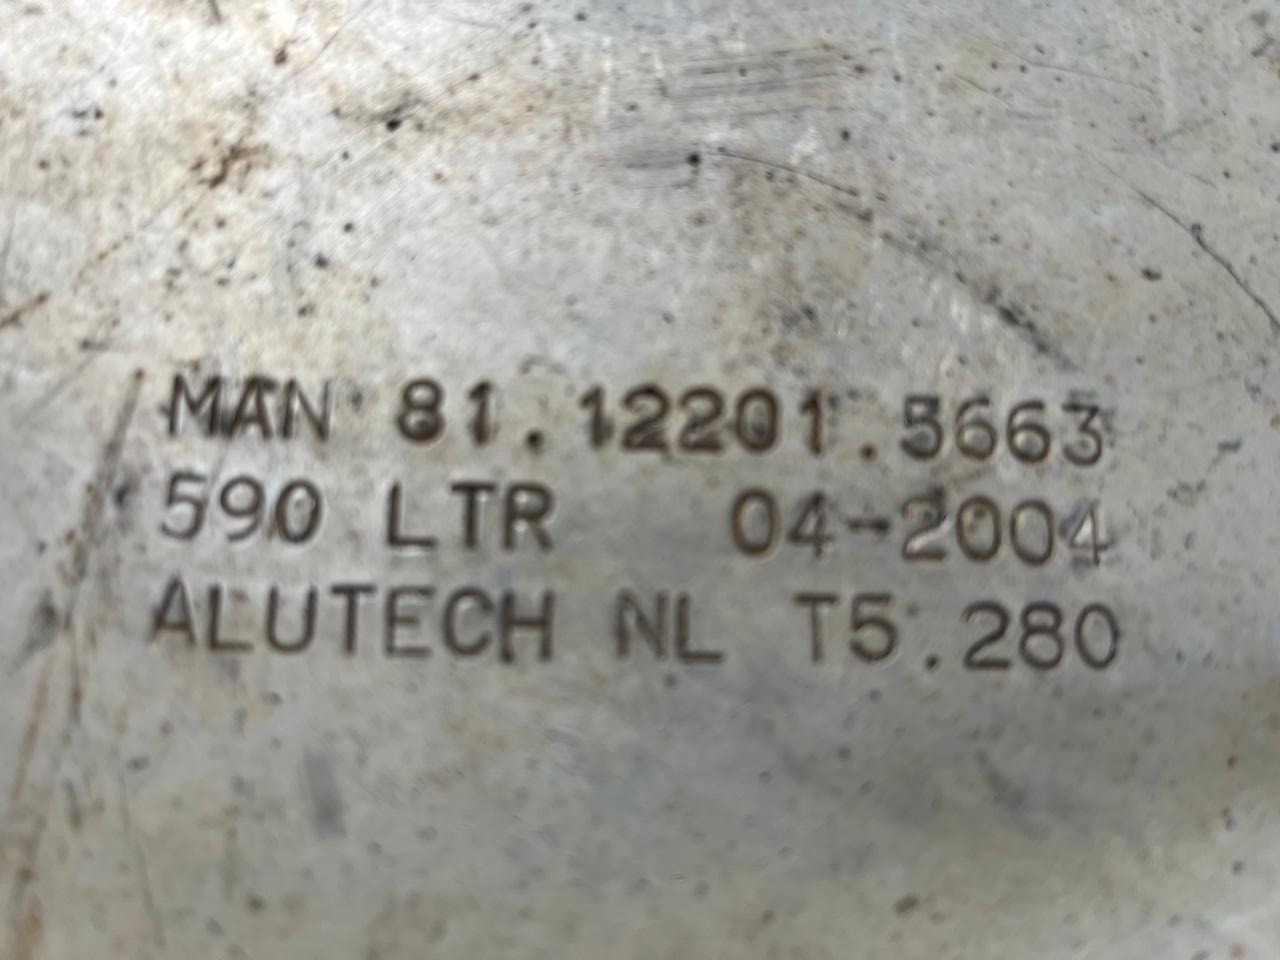 MAN 81.12201.5663
590 LTR 04-2004
ALUTECH NL T5.280